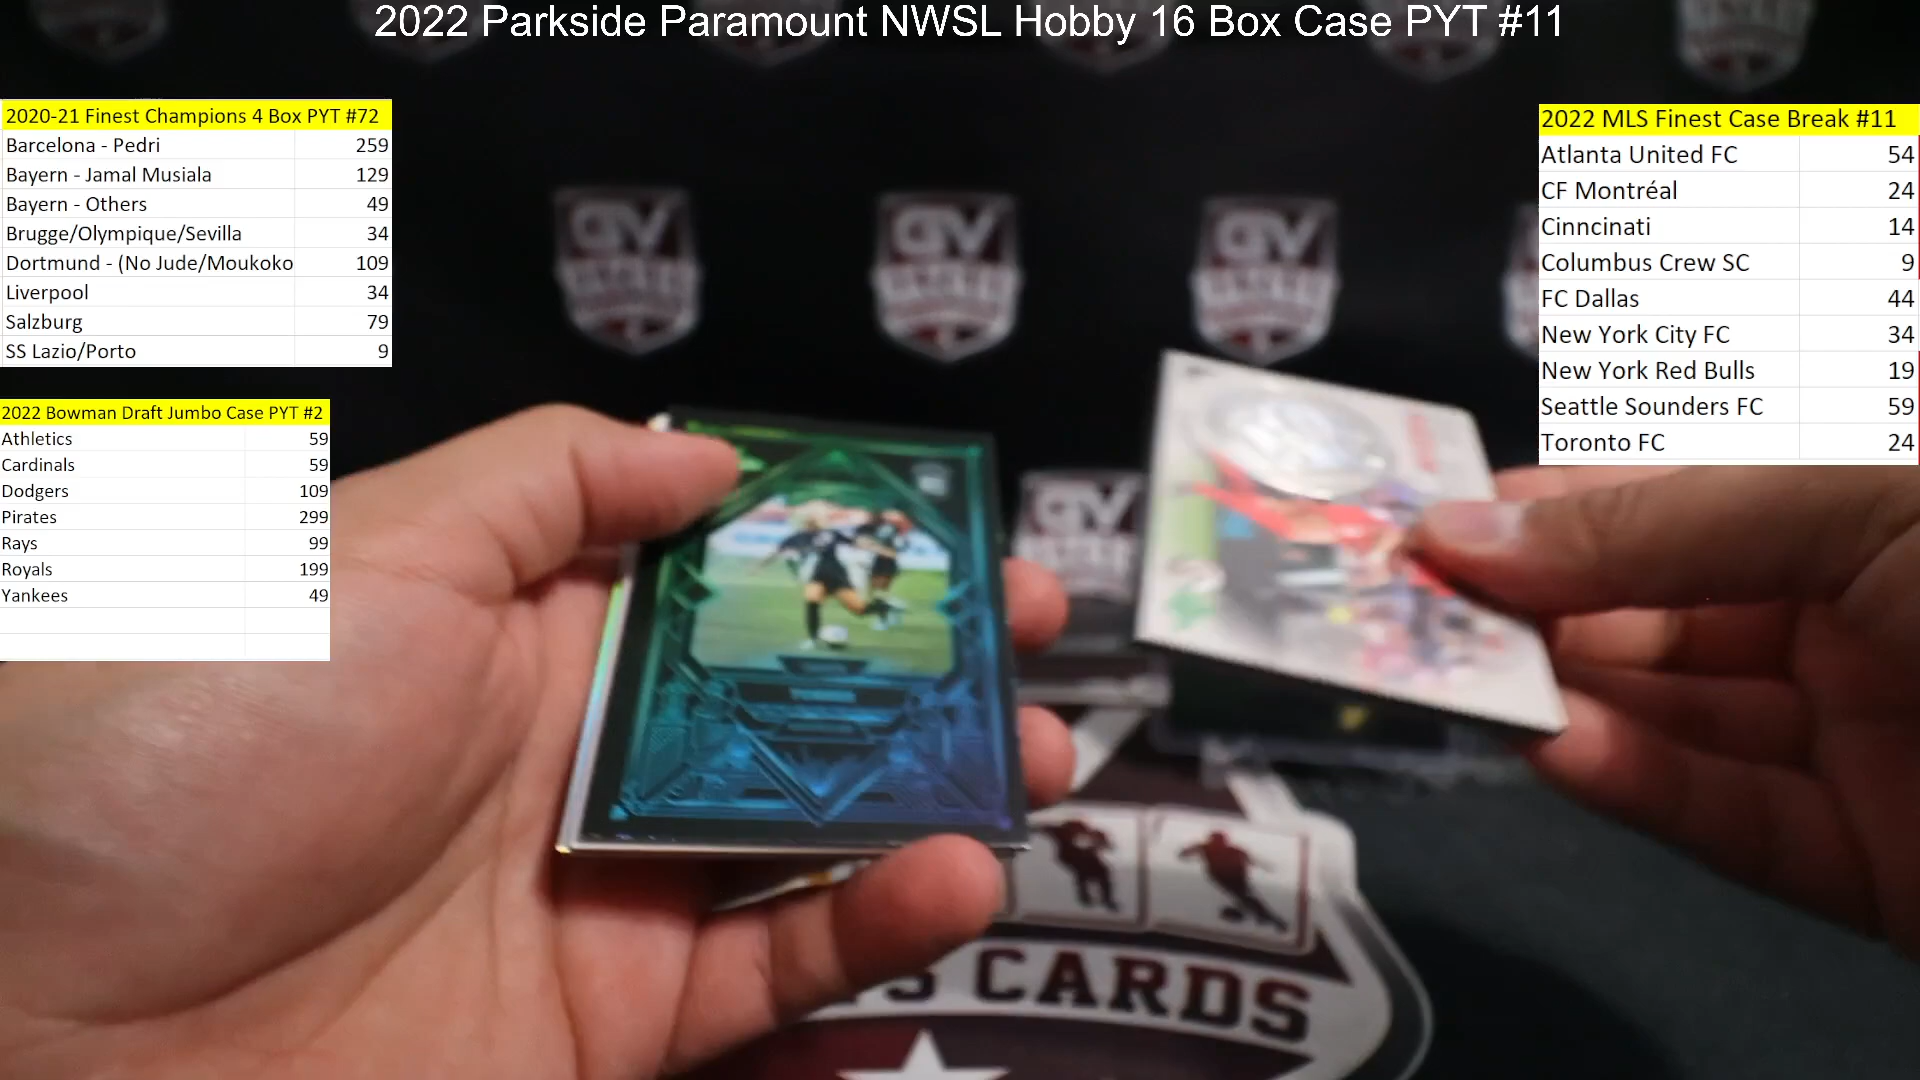 2022 Parkside Paramount NWSL Hobby 16 Box Case PYT #11
2020-21 Finest Champions 4 Box PYT #72
Barcelona - Pedri 259
Bayern - Jamal Musiala 129
Bayern - Others 49
Brugge/Olympique/Sevilla 34
Dortmund - (No Jude/Moukoko 109
Liverpool 34
Salzburg 79
SS Lazio/Porto 9
2022 Bowman Draft Jumbo Case PYT #2
Athletics 59
Cardinals 59
Dodgers 109
Pirates 299
Rays 99
Royals 199
Yankees 49
2022 MLS Finest Case Break #11
Atlanta United FC 54
CF Montréal 24
Cinncinati 14
Columbus Crew SC 9
FC Dallas 44
New York City FC 34
New York Red Bulls 19
Seattle Sounders FC 59
Toronto FC 24
GV
GV
GV
GV
CARDS